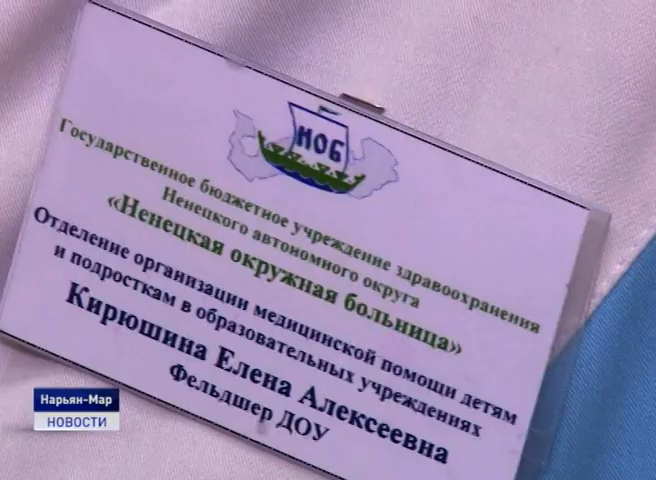 НОБ
Государственное бюджетное учреждение здравоохранения
Ненецкого автономного округа
«Ненецкая окружная больница»
Отделение организации медицинской помощи детям
и подросткам в образовательных учреждениях
Кирюшина Елена Алексеевна
Фельдшер ДОУ
Нарьян-Мар
НОВОСТИ